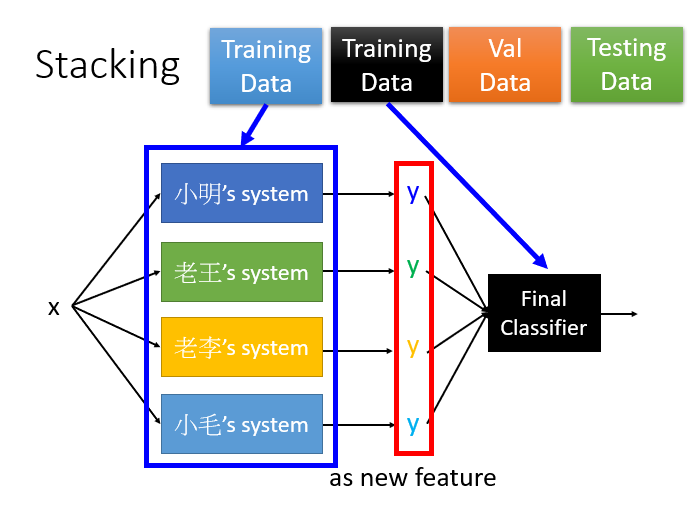 Stacking
Training
Data
Training
Data
Val
Data
Testing
Data
小明’s system
y
老王’s system
y
x
Final
Classifier
老李’s system
y
小毛’s system
y
as new feature